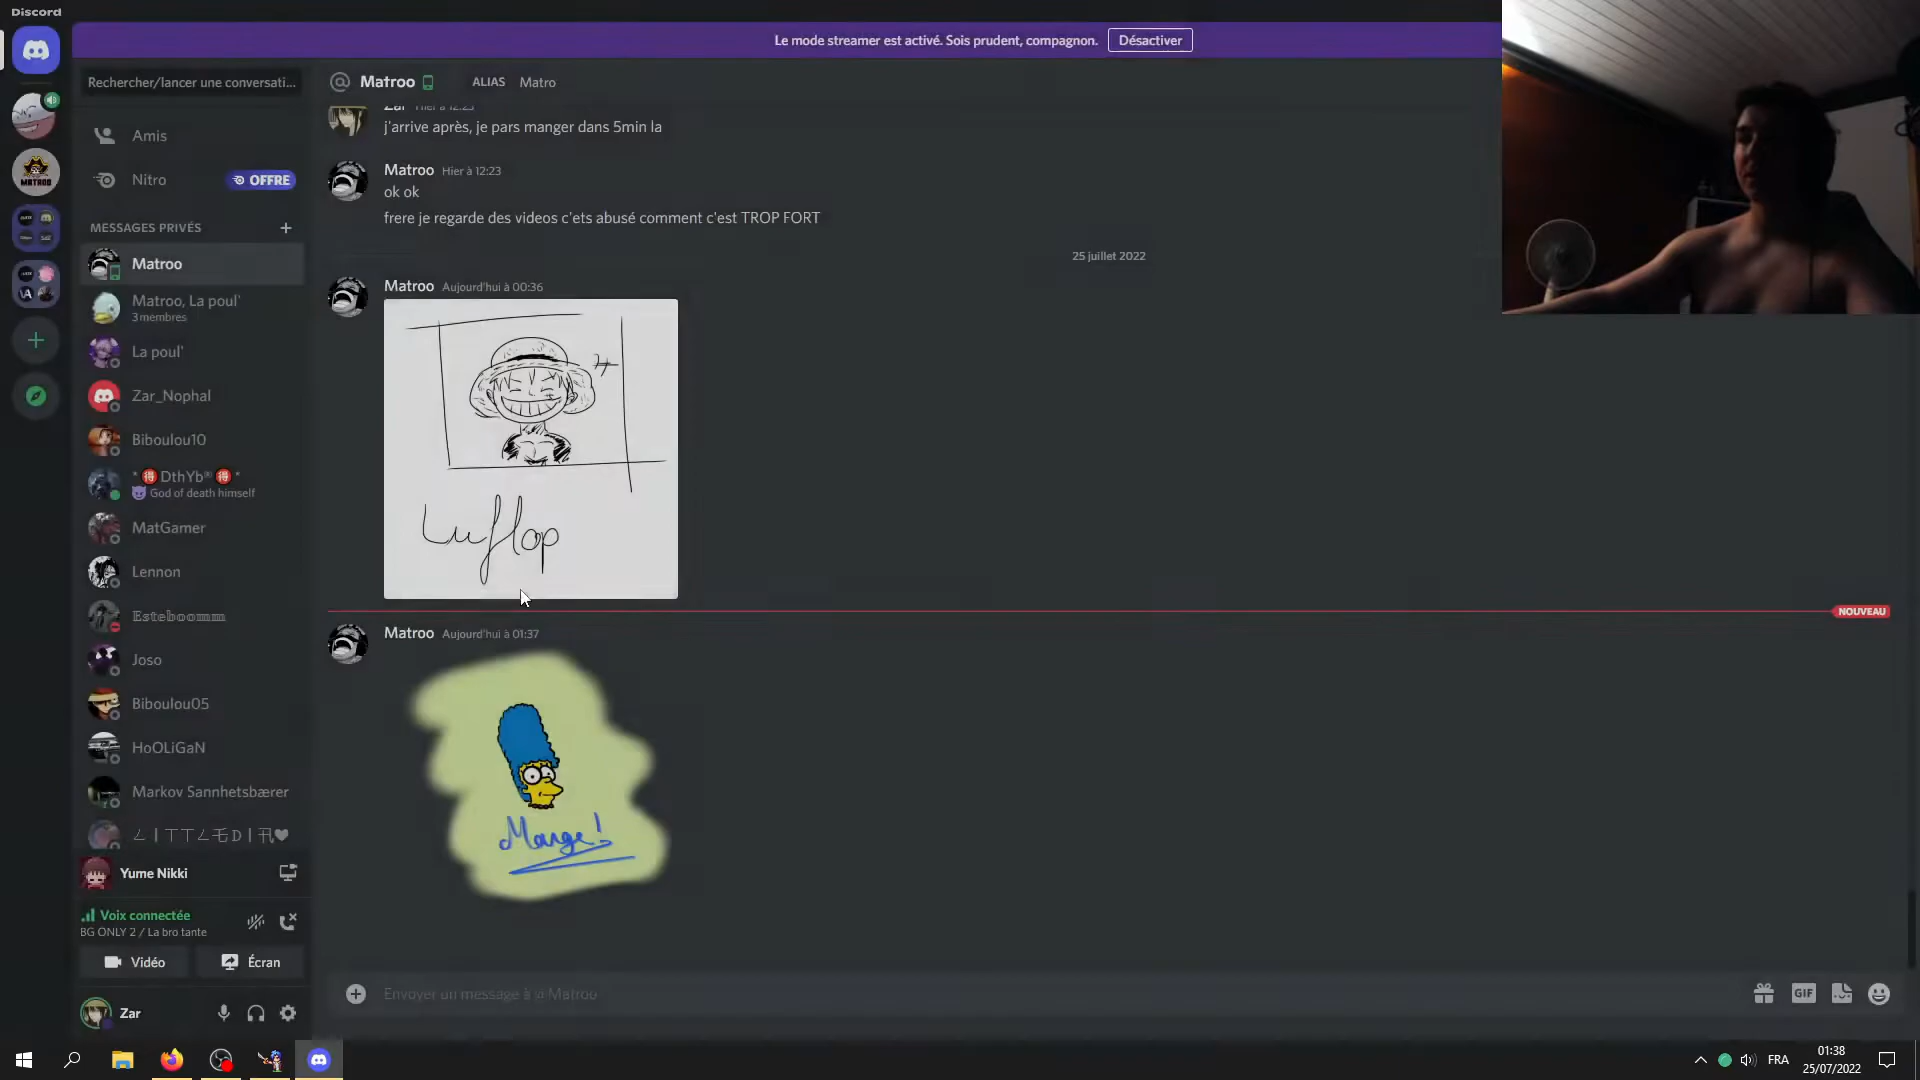 Discord
Le mode streamer est activé. Sois prudent, compagnon.
Désactiver
Rechercher/lancer une conversati...
Matroo
ALIAS
Matro
Amis
Nitro
OFFRE
MESSAGES PRIVÉS
Matroo
Matroo, La poul'
3 membres
La poul'
Zar_Nophal
Biboulou10
DthYb
God of death himself
MatGamer
Lennon
𝔼𝕤𝕥𝕖𝕓𝕠𝕠𝕞𝕞
Joso
Biboulou05
HoOLiGaN
Markov Sannhetsbærer
Yume Nikki
Voix connectée
BG ONLY 2 / La bro tante
Vidéo
Écran
Zar
Zar Hier à 12:23
j'arrive après, je pars manger dans 5min la
Matroo Hier à 12:23
ok ok
frere je regarde des videos c'ets abusé comment c'est TROP FORT
25 juillet 2022
Matroo Aujourd'hui à 00:36
Luflop
NOUVEAU
Matroo Aujourd'hui à 01:37
Marge!
Envoyer un message à @Matroo
GIF
FRA
01:38
25/07/2022